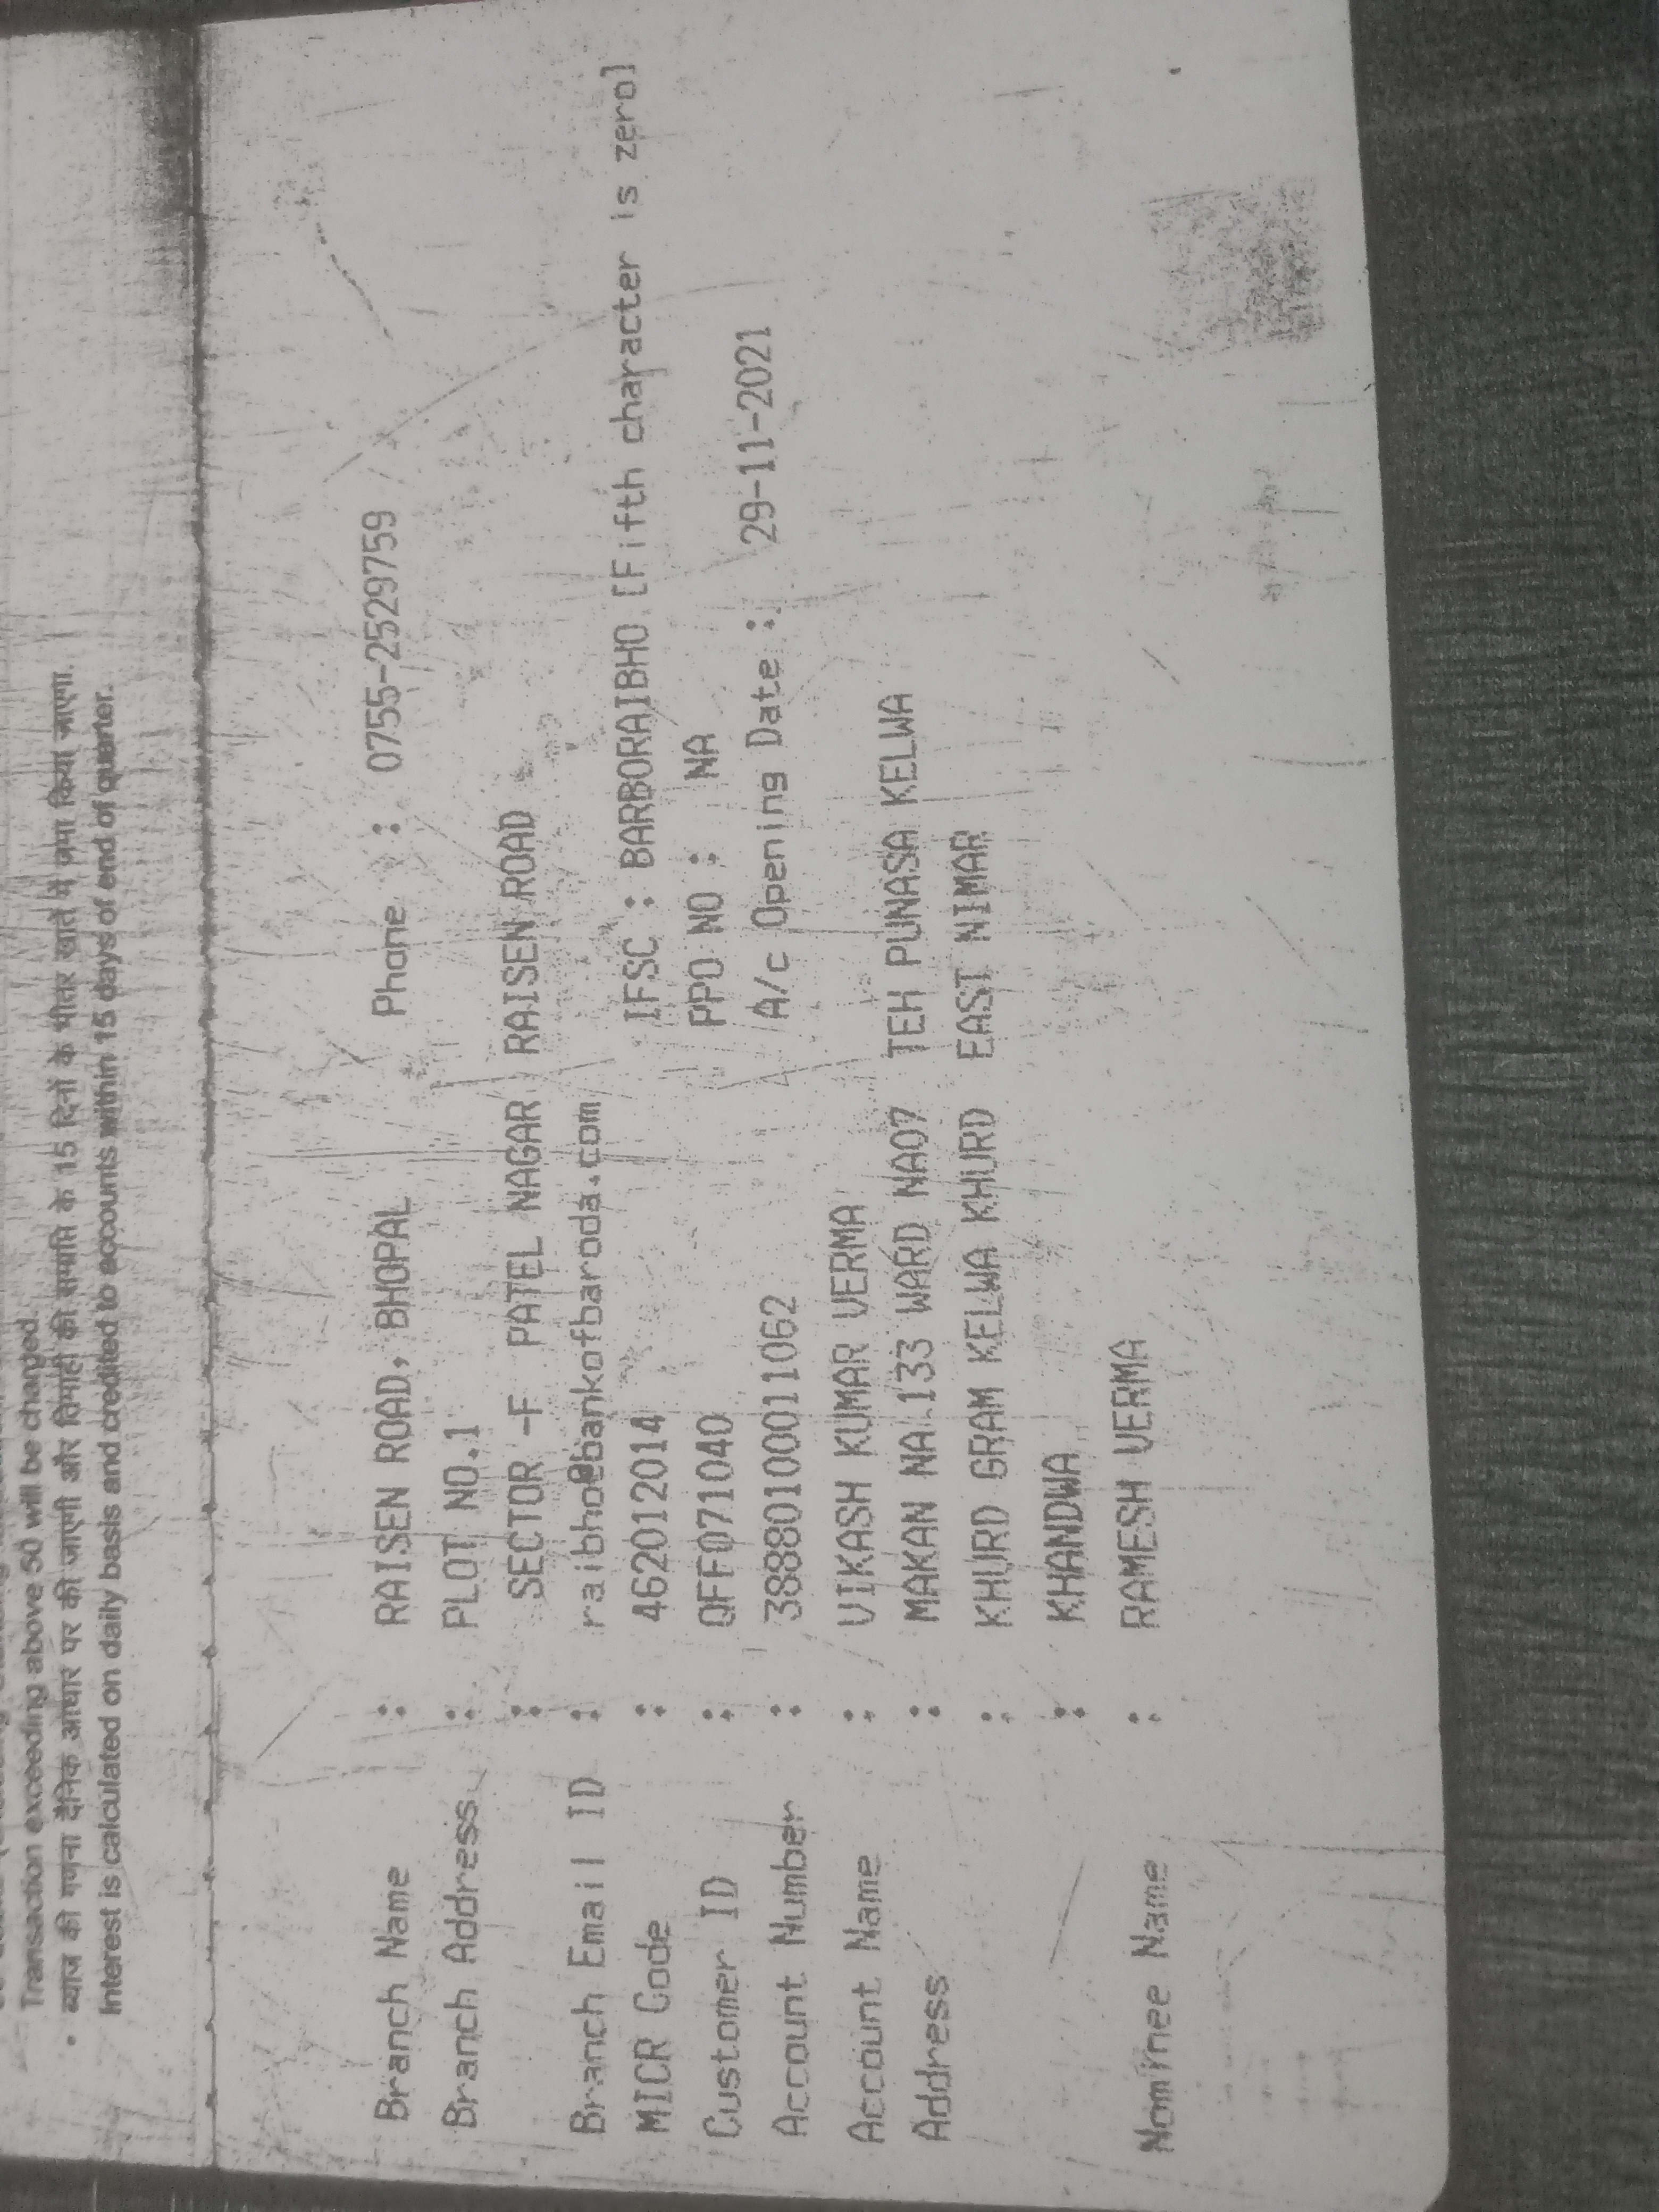 Transaction exceeding above 50 will be changed.
• ब्याज की गणना दैनिक आधार पर की जाएगी और तिमाही की समाप्ति के 15 दिनों के भीतर खाते में जमा किया जाएगा.
Interest is calculated on daily basis and credited to accounts within 15 days of end of quarter.
Branch Name : RAISEN ROAD, BHOPAL Phone : 0755-2529759
Branch Address : PLOT NO.1
: SECTOR -F PATEL NAGAR RAISEN ROAD RAISEN ROAD
Branch Email ID : raibho@bankofbaroda.com
MICR Code : 462012014 IFSC : BARB0RAIBHO [Fifth character is zero]
Customer ID : QFF071040 PPO NO : NA
Account Number : 38880100011062 A/c Opening Date : 29-11-2021
Account Name : VIKASH KUMAR VERMA
Address : MAKAN NA.133 WARD NA07 TEH PUNASA KELWA
: KHURD GRAM KELWA KHURD EAST NIMAR
: KHANDWA
Nominee Name : RAMESH VERMA